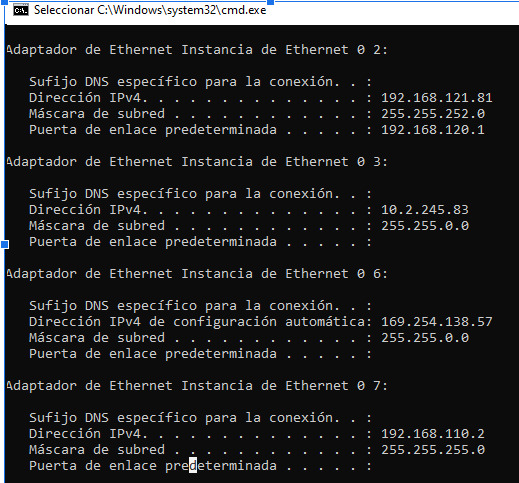 Seleccionar C:\Windows\system32\cmd.exe
Adaptador de Ethernet Instancia de Ethernet 0 2:
Sufijo DNS específico para la conexión. . :
Dirección IPv4. . . . . . . . . . . . . . : 192.168.121.81
Máscara de subred . . . . . . . . . . . . : 255.255.252.0
Puerta de enlace predeterminada . . . . . : 192.168.120.1
Adaptador de Ethernet Instancia de Ethernet 0 3:
Sufijo DNS específico para la conexión. . :
Dirección IPv4. . . . . . . . . . . . . . : 10.2.245.83
Máscara de subred . . . . . . . . . . . . : 255.255.0.0
Puerta de enlace predeterminada . . . . . :
Adaptador de Ethernet Instancia de Ethernet 0 6:
Sufijo DNS específico para la conexión. . :
Dirección IPv4 de configuración automática: 169.254.138.57
Máscara de subred . . . . . . . . . . . . : 255.255.0.0
Puerta de enlace predeterminada . . . . . :
Adaptador de Ethernet Instancia de Ethernet 0 7:
Sufijo DNS específico para la conexión. . :
Dirección IPv4. . . . . . . . . . . . . . : 192.168.110.2
Máscara de subred . . . . . . . . . . . . : 255.255.255.0
Puerta de enlace predeterminada . . . . . :